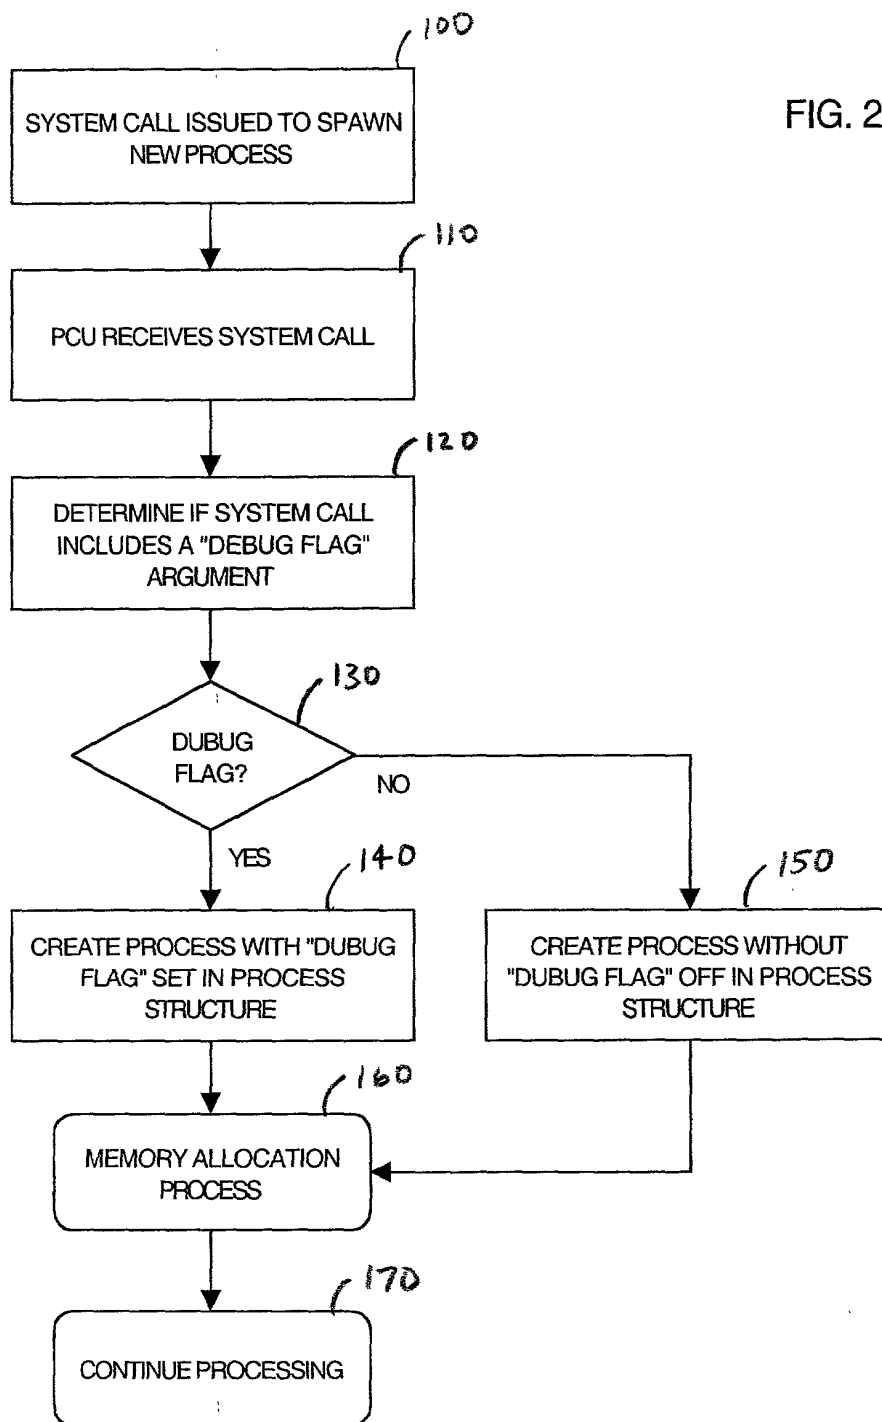 100
FIG. 2
SYSTEM CALL ISSUED TO SPAWN
NEW PROCESS
110
PCU RECEIVES SYSTEM CALL
120
DETERMINE IF SYSTEM CALL
INCLUDES A "DEBUG FLAG"
ARGUMENT
130
DUBUG
FLAG?
NO
YES
140
150
CREATE PROCESS WITH "DUBUG
FLAG" SET IN PROCESS
STRUCTURE
CREATE PROCESS WITHOUT
"DUBUG FLAG" OFF IN PROCESS
STRUCTURE
160
MEMORY ALLOCATION
PROCESS
170
CONTINUE PROCESSING